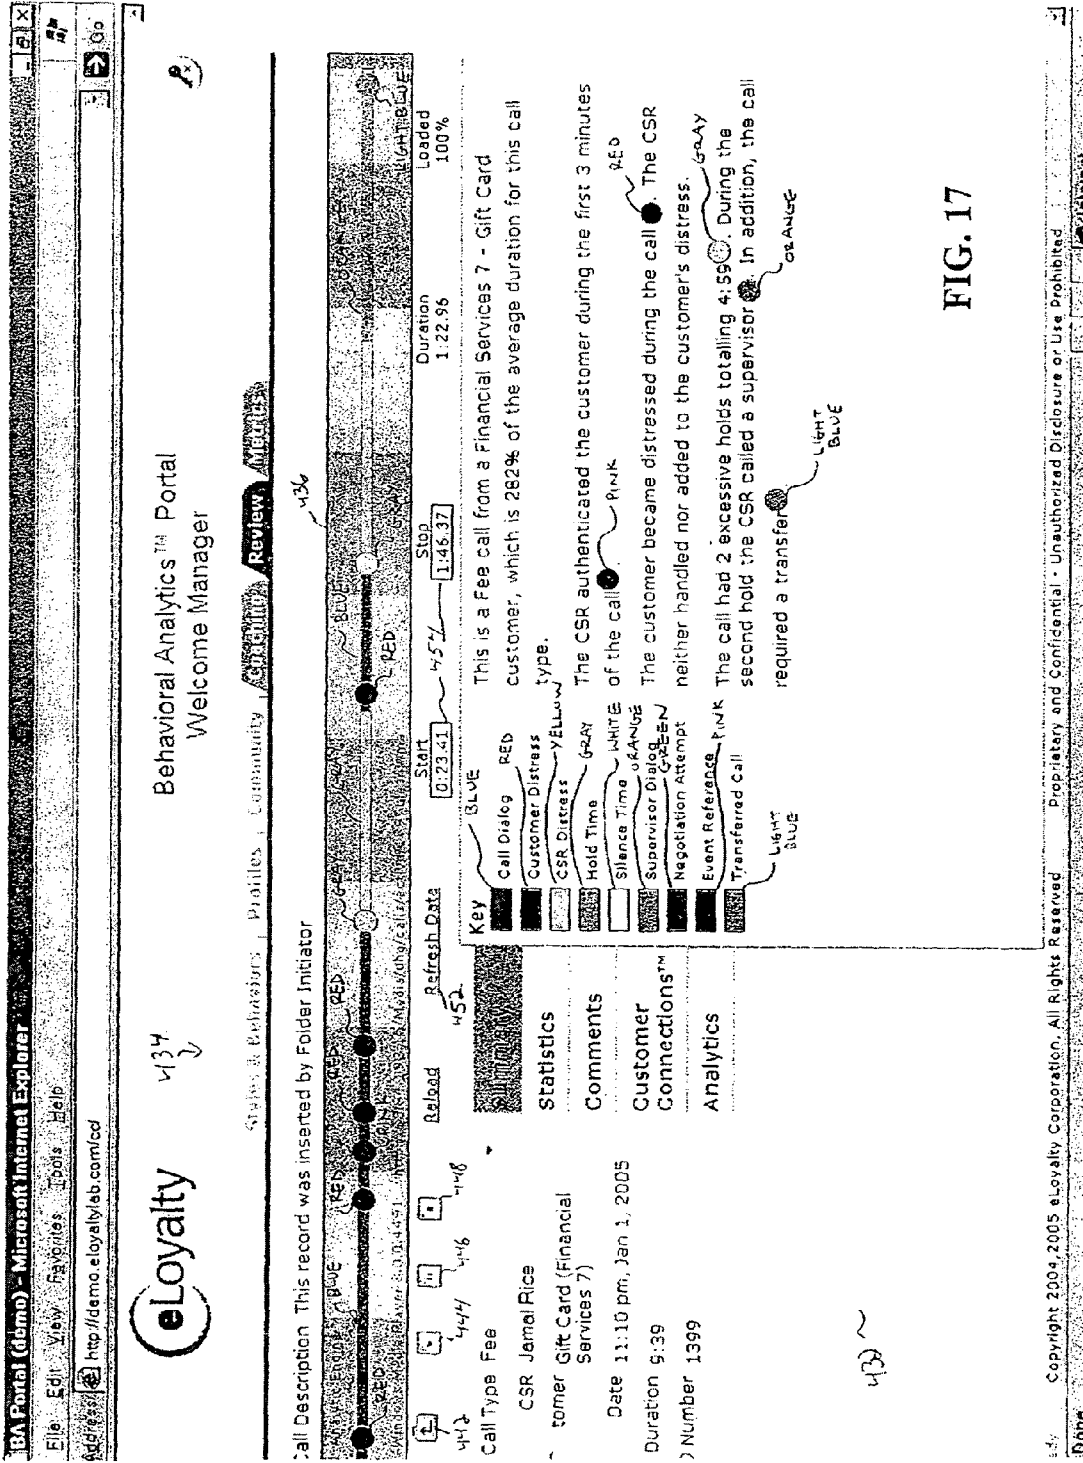 BA Portal (demo) - Microsoft Internet Explorer
File Edit View Favorites Tools Help
Address http://demo.eloyaltylab.com/cd/
Go
eLoyalty
434
Behavioral Analytics™ Portal
Welcome Manager
Styles & Behaviors Profiles Community Coaching Review Metrics
Call Description This record was inserted by Folder Initiator
436
BLUE
RED
RED
RED
RED
GRAY
BLUE
RED
GRAY
ORANGE
LIGHT BLUE
442
444
446
448
Reload
Refresh Data
452
Start
0:23.41
454
Stop
1:46.37
Duration
1:22.96
Loaded
100%
Call Type Fee
CSR Jamal Rice
tomer Gift Card (Financial
Services 7)
Date 11:10 pm, Jan 1, 2005
Duration 9:39
D Number 1399
430
Summary
Statistics
Comments
Customer
Connections™
Analytics
Key
BLUE
Call Dialog
RED
Customer Distress
YELLOW
CSR Distress
GRAY
Hold Time
WHITE
Silence Time
ORANGE
Supervisor Dialog
GREEN
Negotiation Attempt
PINK
Event Reference
Transferred Call
LIGHT
BLUE
This is a Fee call from a Financial Services 7 - Gift Card
customer, which is 282% of the average duration for this call
type.
The CSR authenticated the customer during the first 3 minutes
of the call.
PINK
The customer became distressed during the call. The CSR
RED
neither handled nor added to the customer's distress.
The call had 2 excessive holds totalling 4:59. During the
GRAY
second hold the CSR called a supervisor. In addition, the call
ORANGE
required a transfer
LIGHT
BLUE
FIG. 17
Copyright 2004,2005 eLoyalty Corporation, All Rights Reserved
Proprietary and Confidential - Unauthorized Disclosure or Use Prohibited
Done